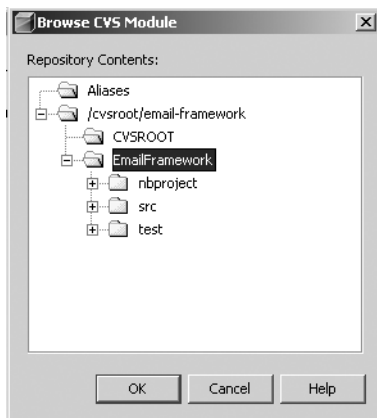 Browse CVS Module
Repository Contents:
Aliases
/cvsroot/email-framework
CVSROOT
EmailFramework
nbproject
src
test
OK Cancel Help